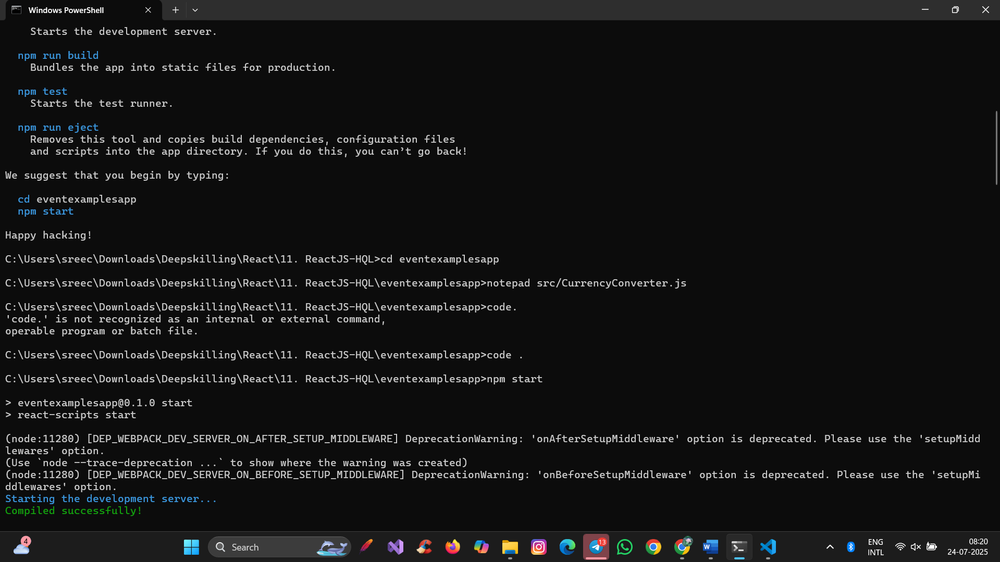 Windows PowerShell
Starts the development server.
npm run build
Bundles the app into static files for production.
npm test
Starts the test runner.
npm run eject
Removes this tool and copies build dependencies, configuration files
and scripts into the app directory. If you do this, you can’t go back!
We suggest that you begin by typing:
cd eventexamplesapp
npm start
Happy hacking!
C:\Users\sreec\Downloads\Deepskilling\React\11. ReactJS-HQL>cd eventexamplesapp
C:\Users\sreec\Downloads\Deepskilling\React\11. ReactJS-HQL\eventexamplesapp>notepad src/CurrencyConverter.js
C:\Users\sreec\Downloads\Deepskilling\React\11. ReactJS-HQL\eventexamplesapp>code.
'code.' is not recognized as an internal or external command,
operable program or batch file.
C:\Users\sreec\Downloads\Deepskilling\React\11. ReactJS-HQL\eventexamplesapp>code .
C:\Users\sreec\Downloads\Deepskilling\React\11. ReactJS-HQL\eventexamplesapp>npm start
> eventexamplesapp@0.1.0 start
> react-scripts start
(node:11280) [DEP_WEBPACK_DEV_SERVER_ON_AFTER_SETUP_MIDDLEWARE] DeprecationWarning: 'onAfterSetupMiddleware' option is deprecated. Please use the 'setupMidd
lewares' option.
(Use `node --trace-deprecation ...` to show where the warning was created)
(node:11280) [DEP_WEBPACK_DEV_SERVER_ON_BEFORE_SETUP_MIDDLEWARE] DeprecationWarning: 'onBeforeSetupMiddleware' option is deprecated. Please use the 'setupMi
ddlewares' option.
Starting the development server...
Compiled successfully!
4
Search
13
W
ENG
INTL
08:20
24-07-2025